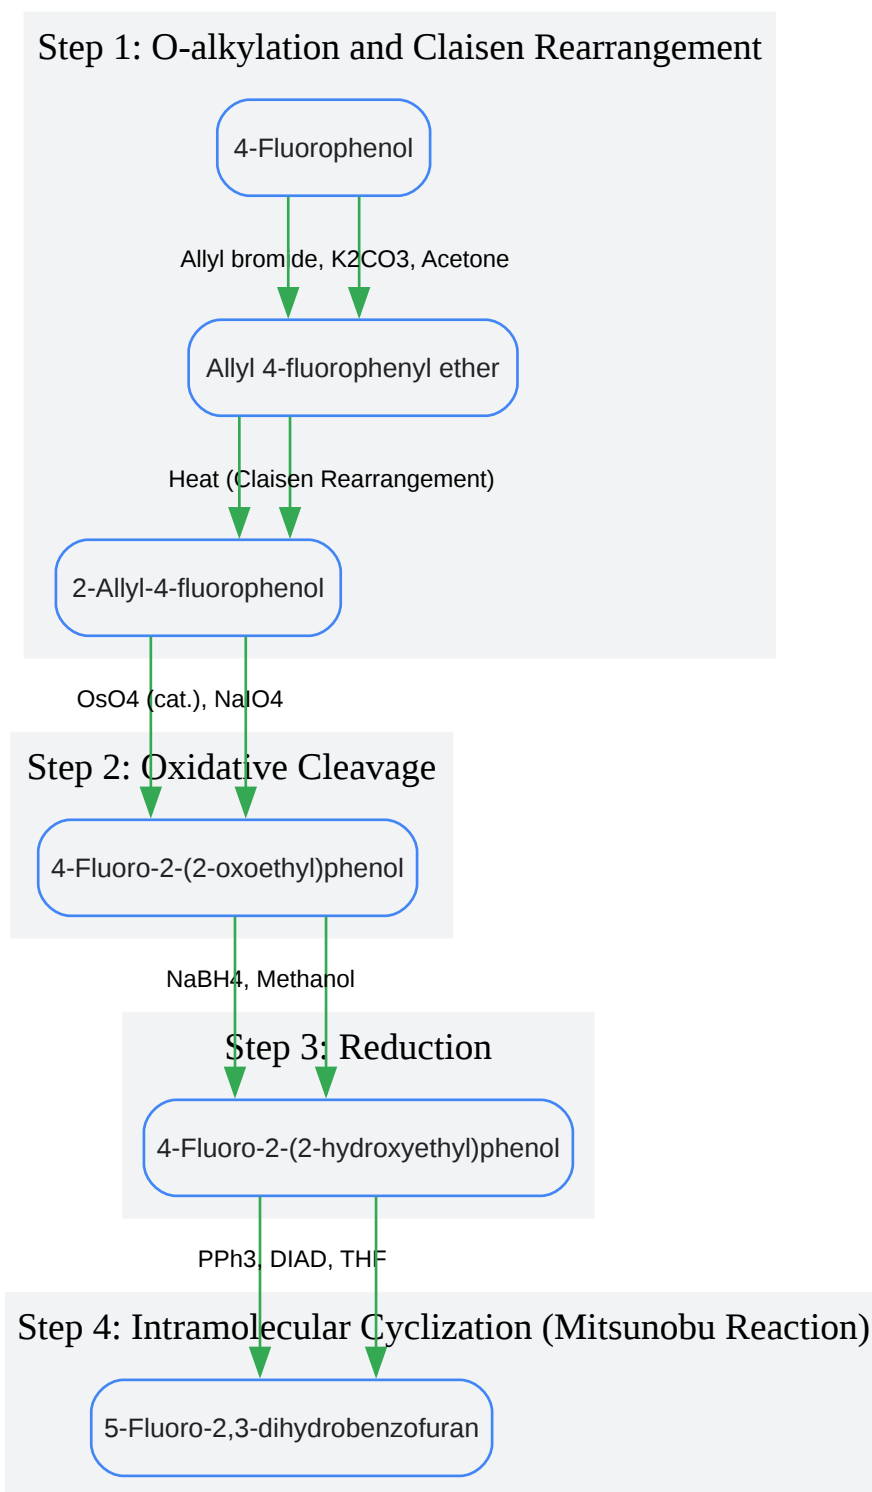 Step 1: O-alkylation and Claisen Rearrangement
4-Fluorophenol
Allyl bromide, K2CO3, Acetone
Allyl 4-fluorophenyl ether
Heat (Claisen Rearrangement)
2-Allyl-4-fluorophenol
OsO4 (cat.), NaIO4
Step 2: Oxidative Cleavage
4-Fluoro-2-(2-oxoethyl)phenol
NaBH4, Methanol
Step 3: Reduction
4-Fluoro-2-(2-hydroxyethyl)phenol
PPh3, DIAD, THF
Step 4: Intramolecular Cyclization (Mitsunobu Reaction)
5-Fluoro-2,3-dihydrobenzofuran